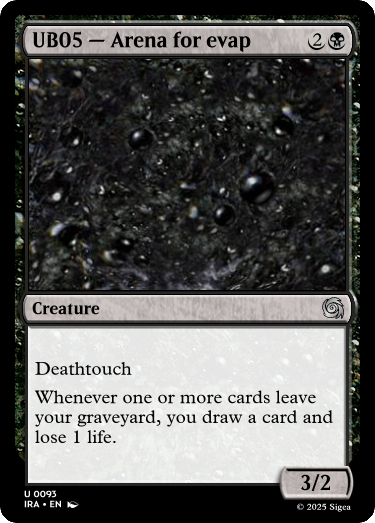 UB05 — Arena for evap 2
Creature
Deathtouch
Whenever one or more cards leave
your graveyard, you draw a card and
lose 1 life.
3/2
U 0093
IRA • EN
© 2025 Sigea